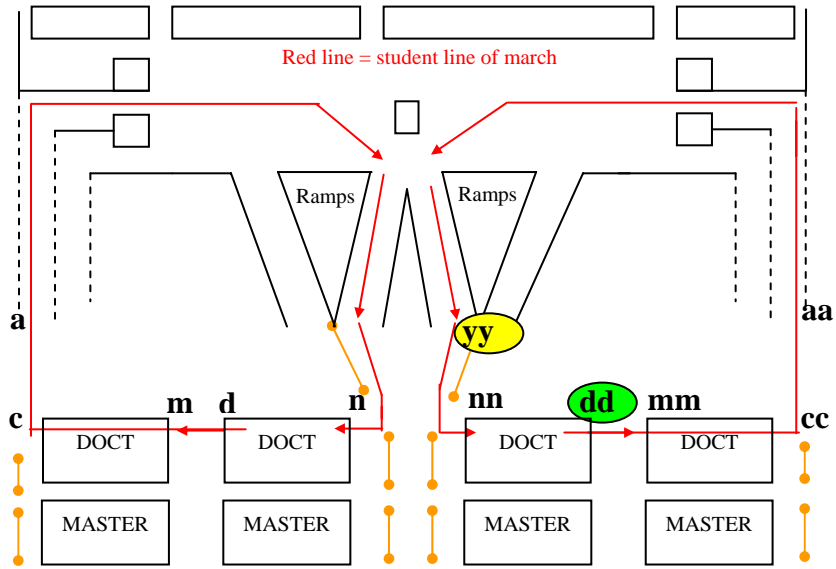 Red line = student line of march
Ramps Ramps
a yy aa
c m d n nn dd mm cc
DOCT DOCT DOCT DOCT
MASTER MASTER MASTER MASTER